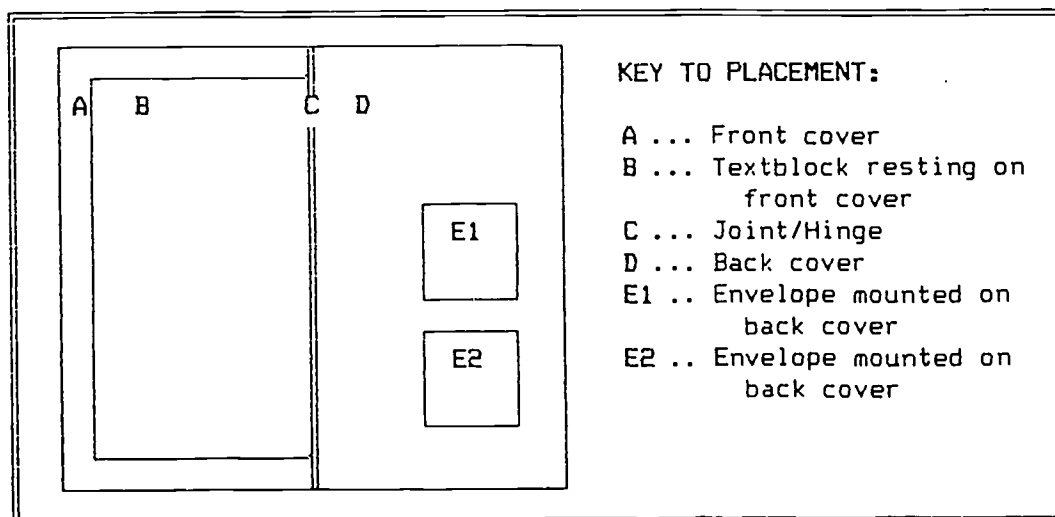 A B C D
E1
E2
KEY TO PLACEMENT:
A ... Front cover
B ... Textblock resting on
front cover
C ... Joint/Hinge
D ... Back cover
E1 .. Envelope mounted on
back cover
E2 .. Envelope mounted on
back cover